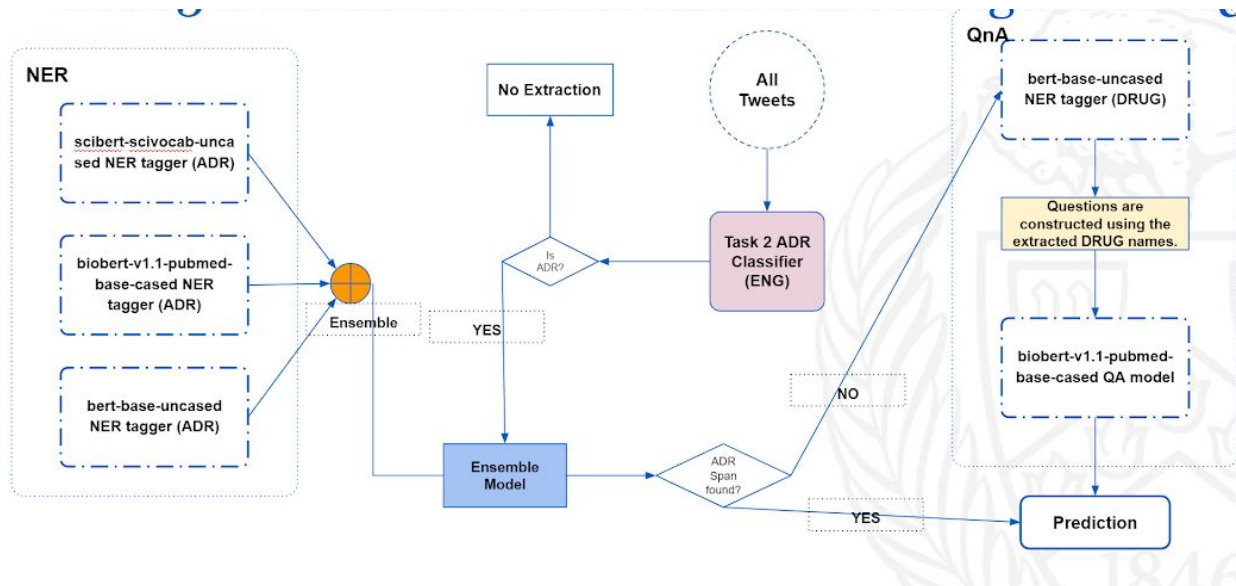 QnA
NER
No Extraction
All
Tweets
bert-base-uncased
NER tagger (DRUG)
scibert-scivocab-unca
sed NER tagger (ADR)
Questions are
constructed using the
extracted DRUG names.
Task 2 ADR
Classifier
(ENG)
Is
ADR?
biobert-v1.1-pubmed-
base-cased NER
tagger (ADR)
Ensemble
YES
biobert-v1.1-pubmed-
base-cased QA model
NO
bert-base-uncased
NER tagger (ADR)
Ensemble
Model
ADR
Span
found?
YES
Prediction
1846